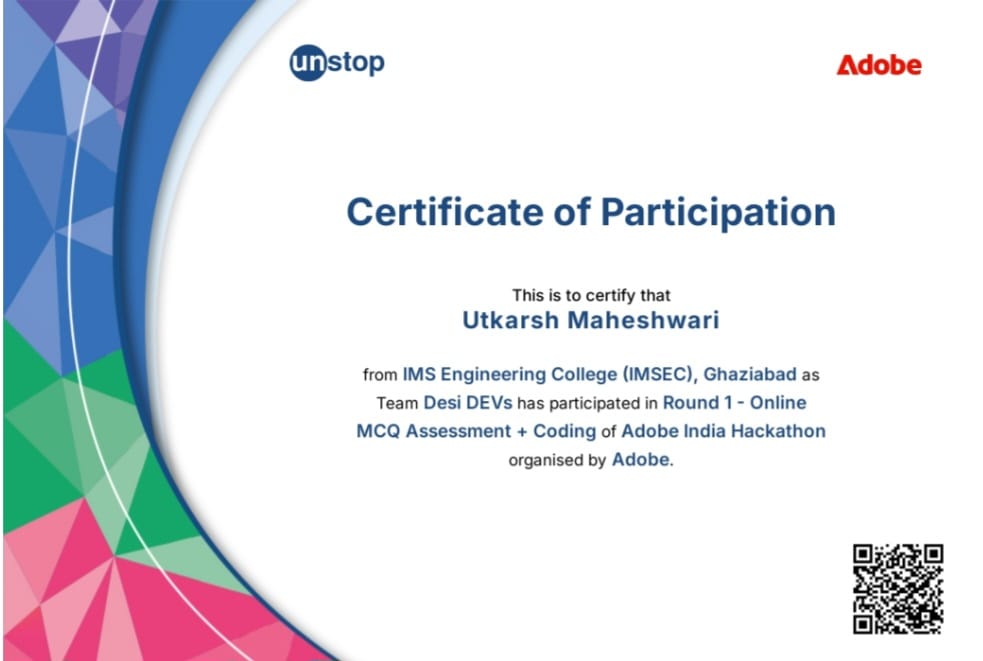 unstop
Adobe
Certificate of Participation
This is to certify that
Utkarsh Maheshwari
from IMS Engineering College (IMSEC), Ghaziabad as
Team Desi DEVs has participated in Round 1 - Online
MCQ Assessment + Coding of Adobe India Hackathon
organised by Adobe.